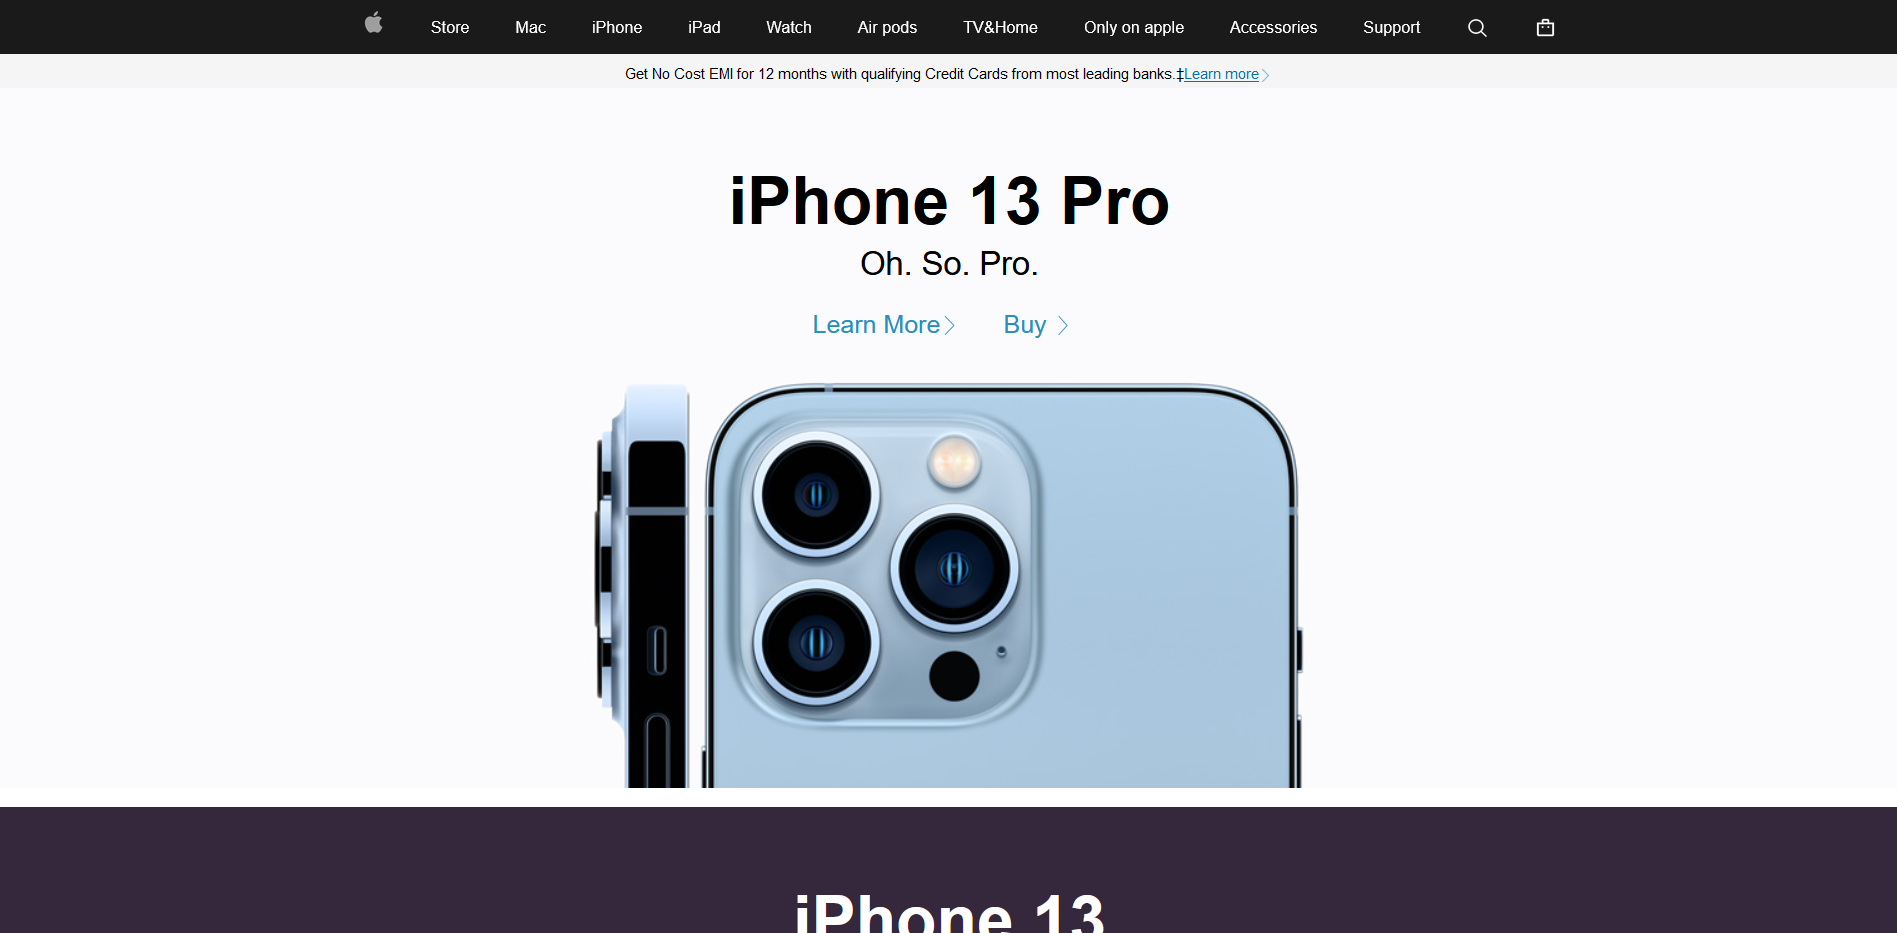 Store Mac iPhone iPad Watch Air pods TV&Home Only on apple Accessories Support
Get No Cost EMI for 12 months with qualifying Credit Cards from most leading banks.‡Learn more
iPhone 13 Pro
Oh. So. Pro.
Learn More Buy
iPhone 13